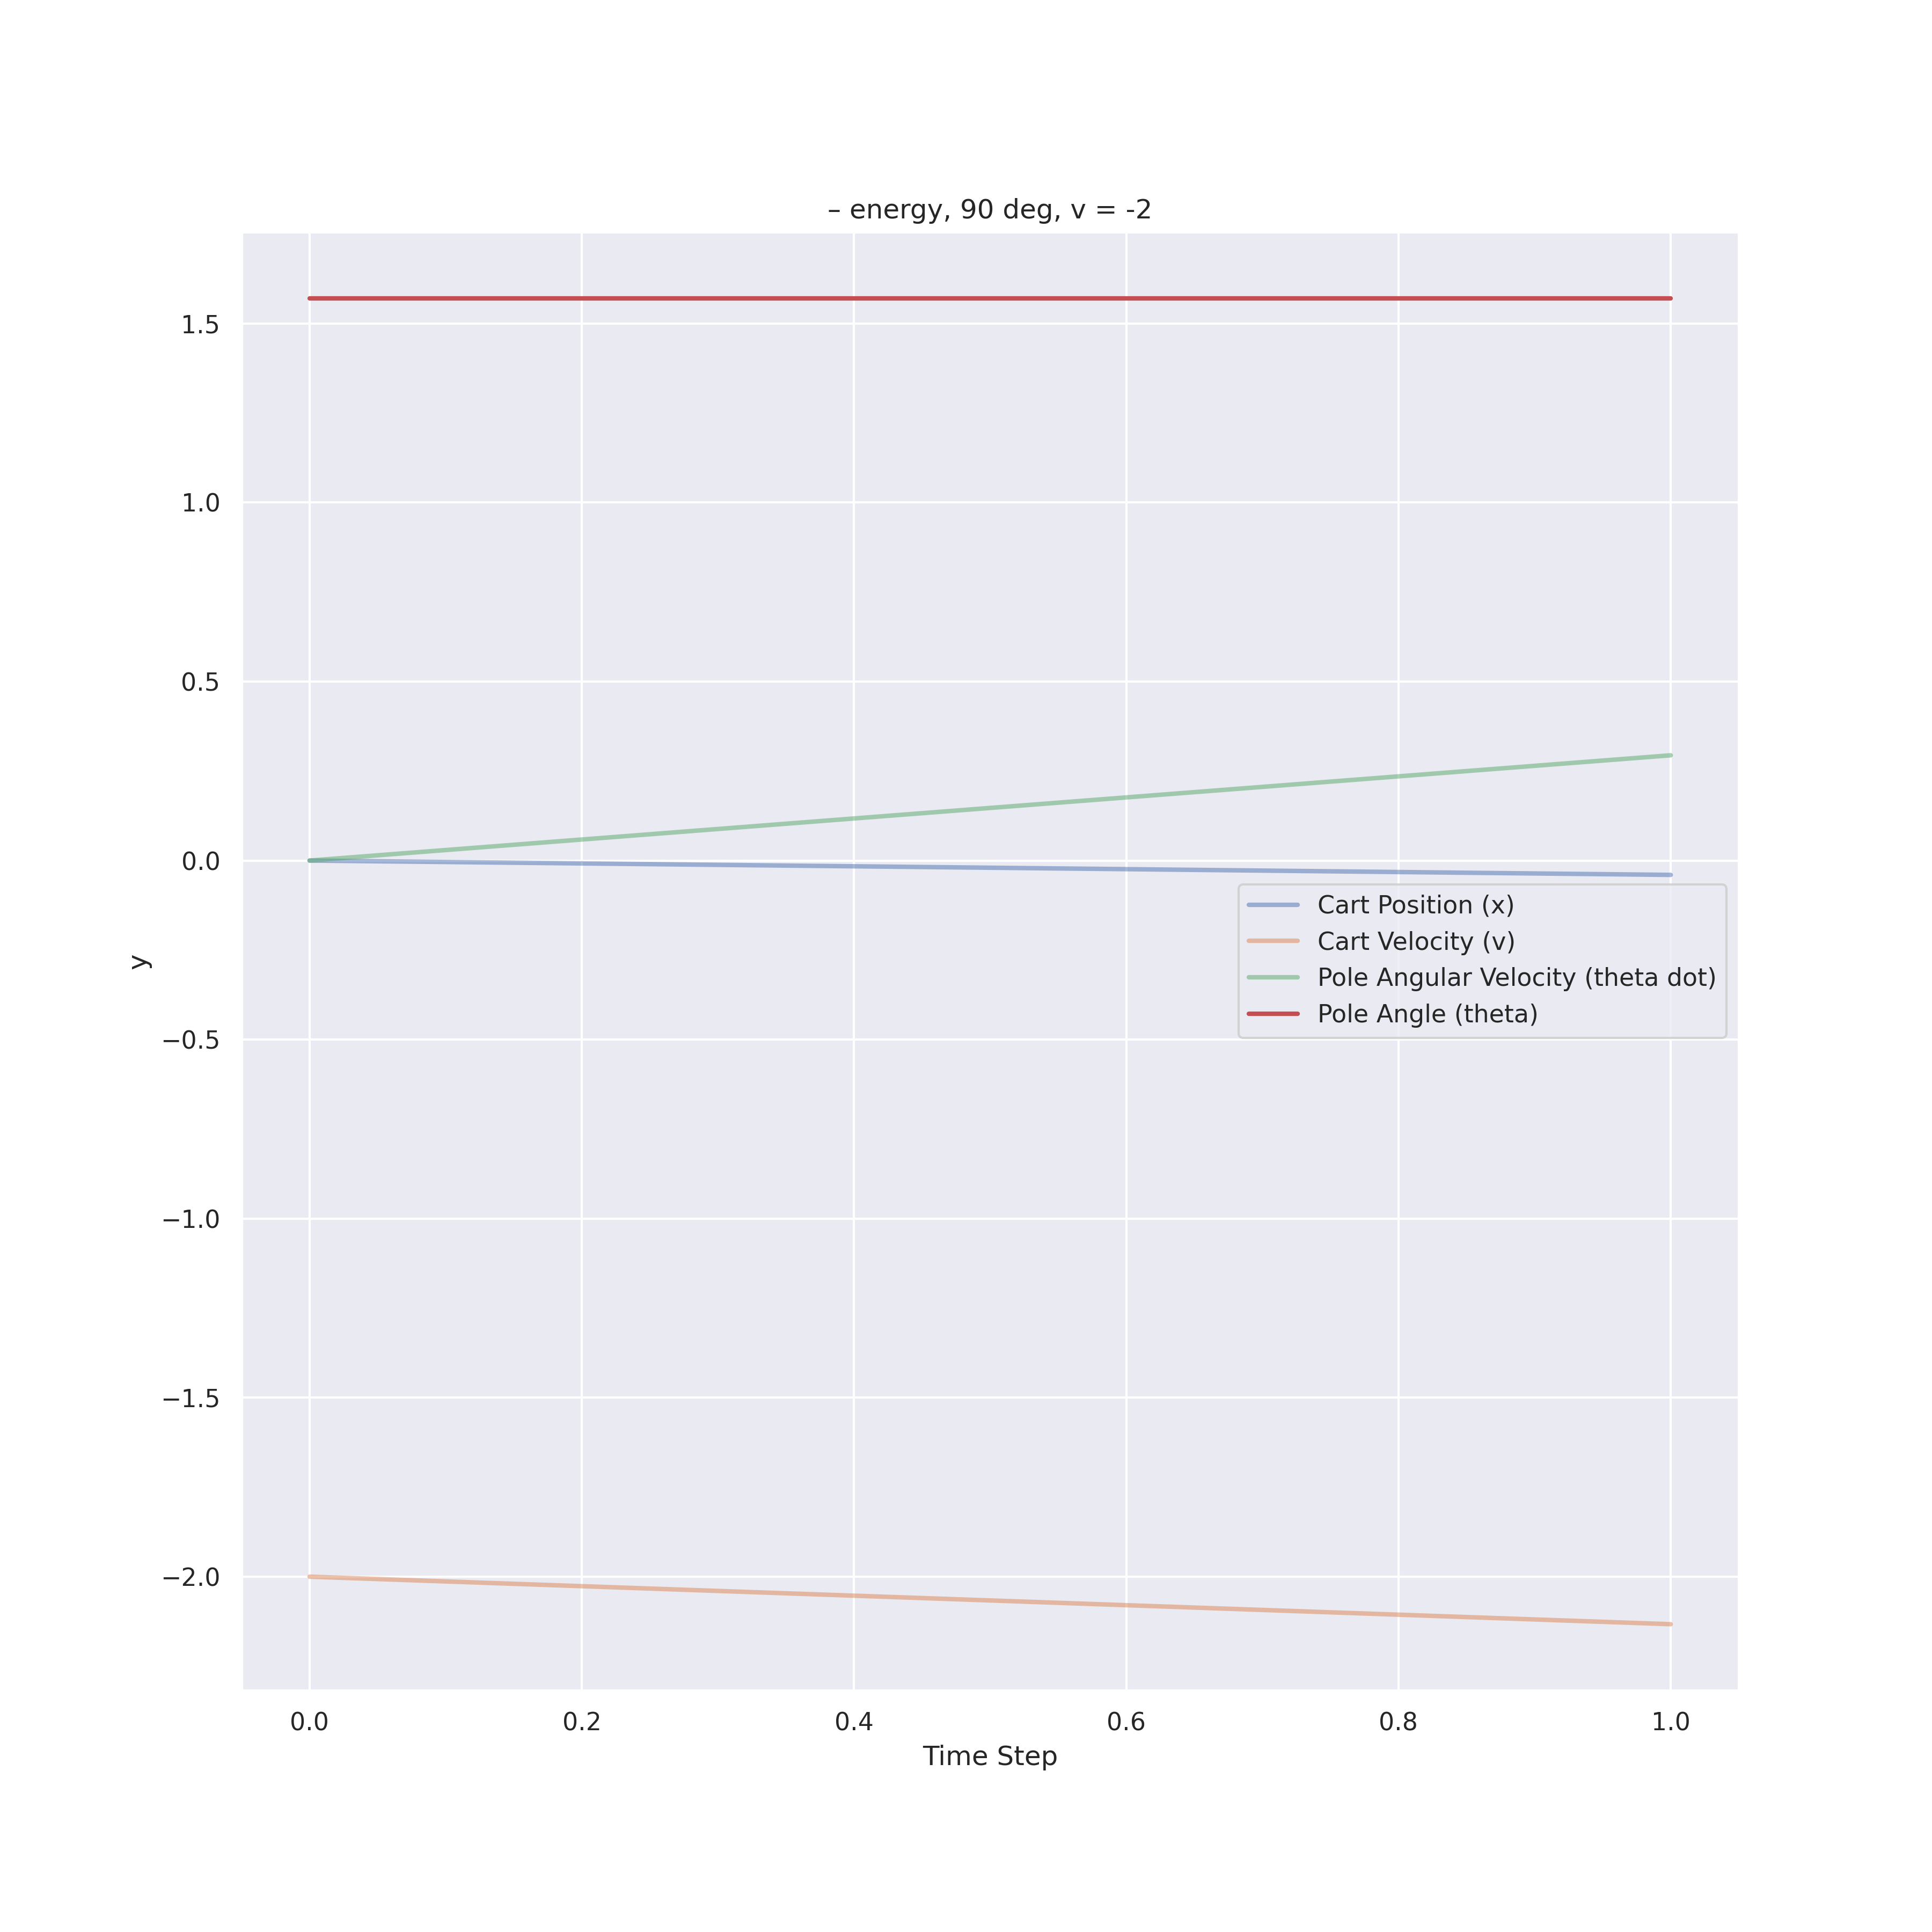 – energy, 90 deg, v = -2
1.5
1.0
0.5
0.0
−0.5
−1.0
−1.5
−2.0
y
Cart Position (x)
Cart Velocity (v)
Pole Angular Velocity (theta dot)
Pole Angle (theta)
0.0 0.2 0.4 0.6 0.8 1.0
Time Step